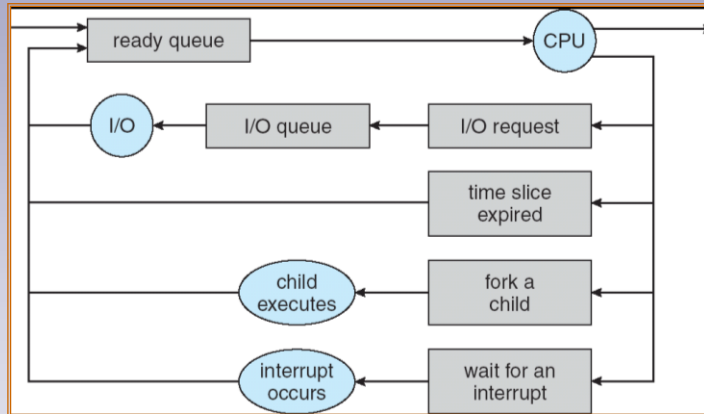 ready queue
CPU
I/O
I/O queue
I/O request
time slice
expired
child
executes
fork a
child
interrupt
occurs
wait for an
interrupt